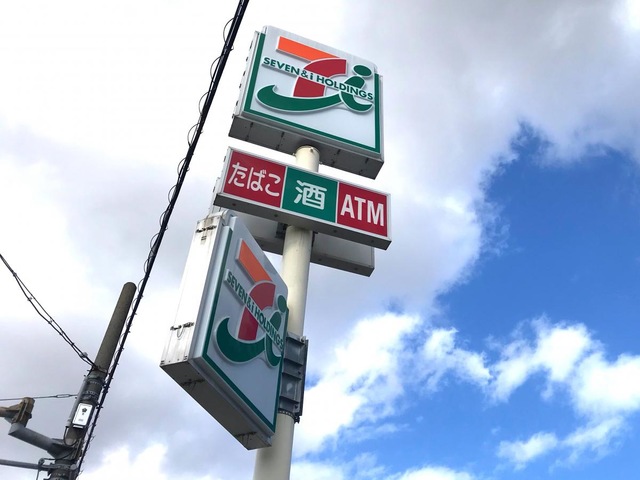 SEVEN & i HOLDINGS
たばこ 酒 ATM
SEVEN & i HOLDINGS